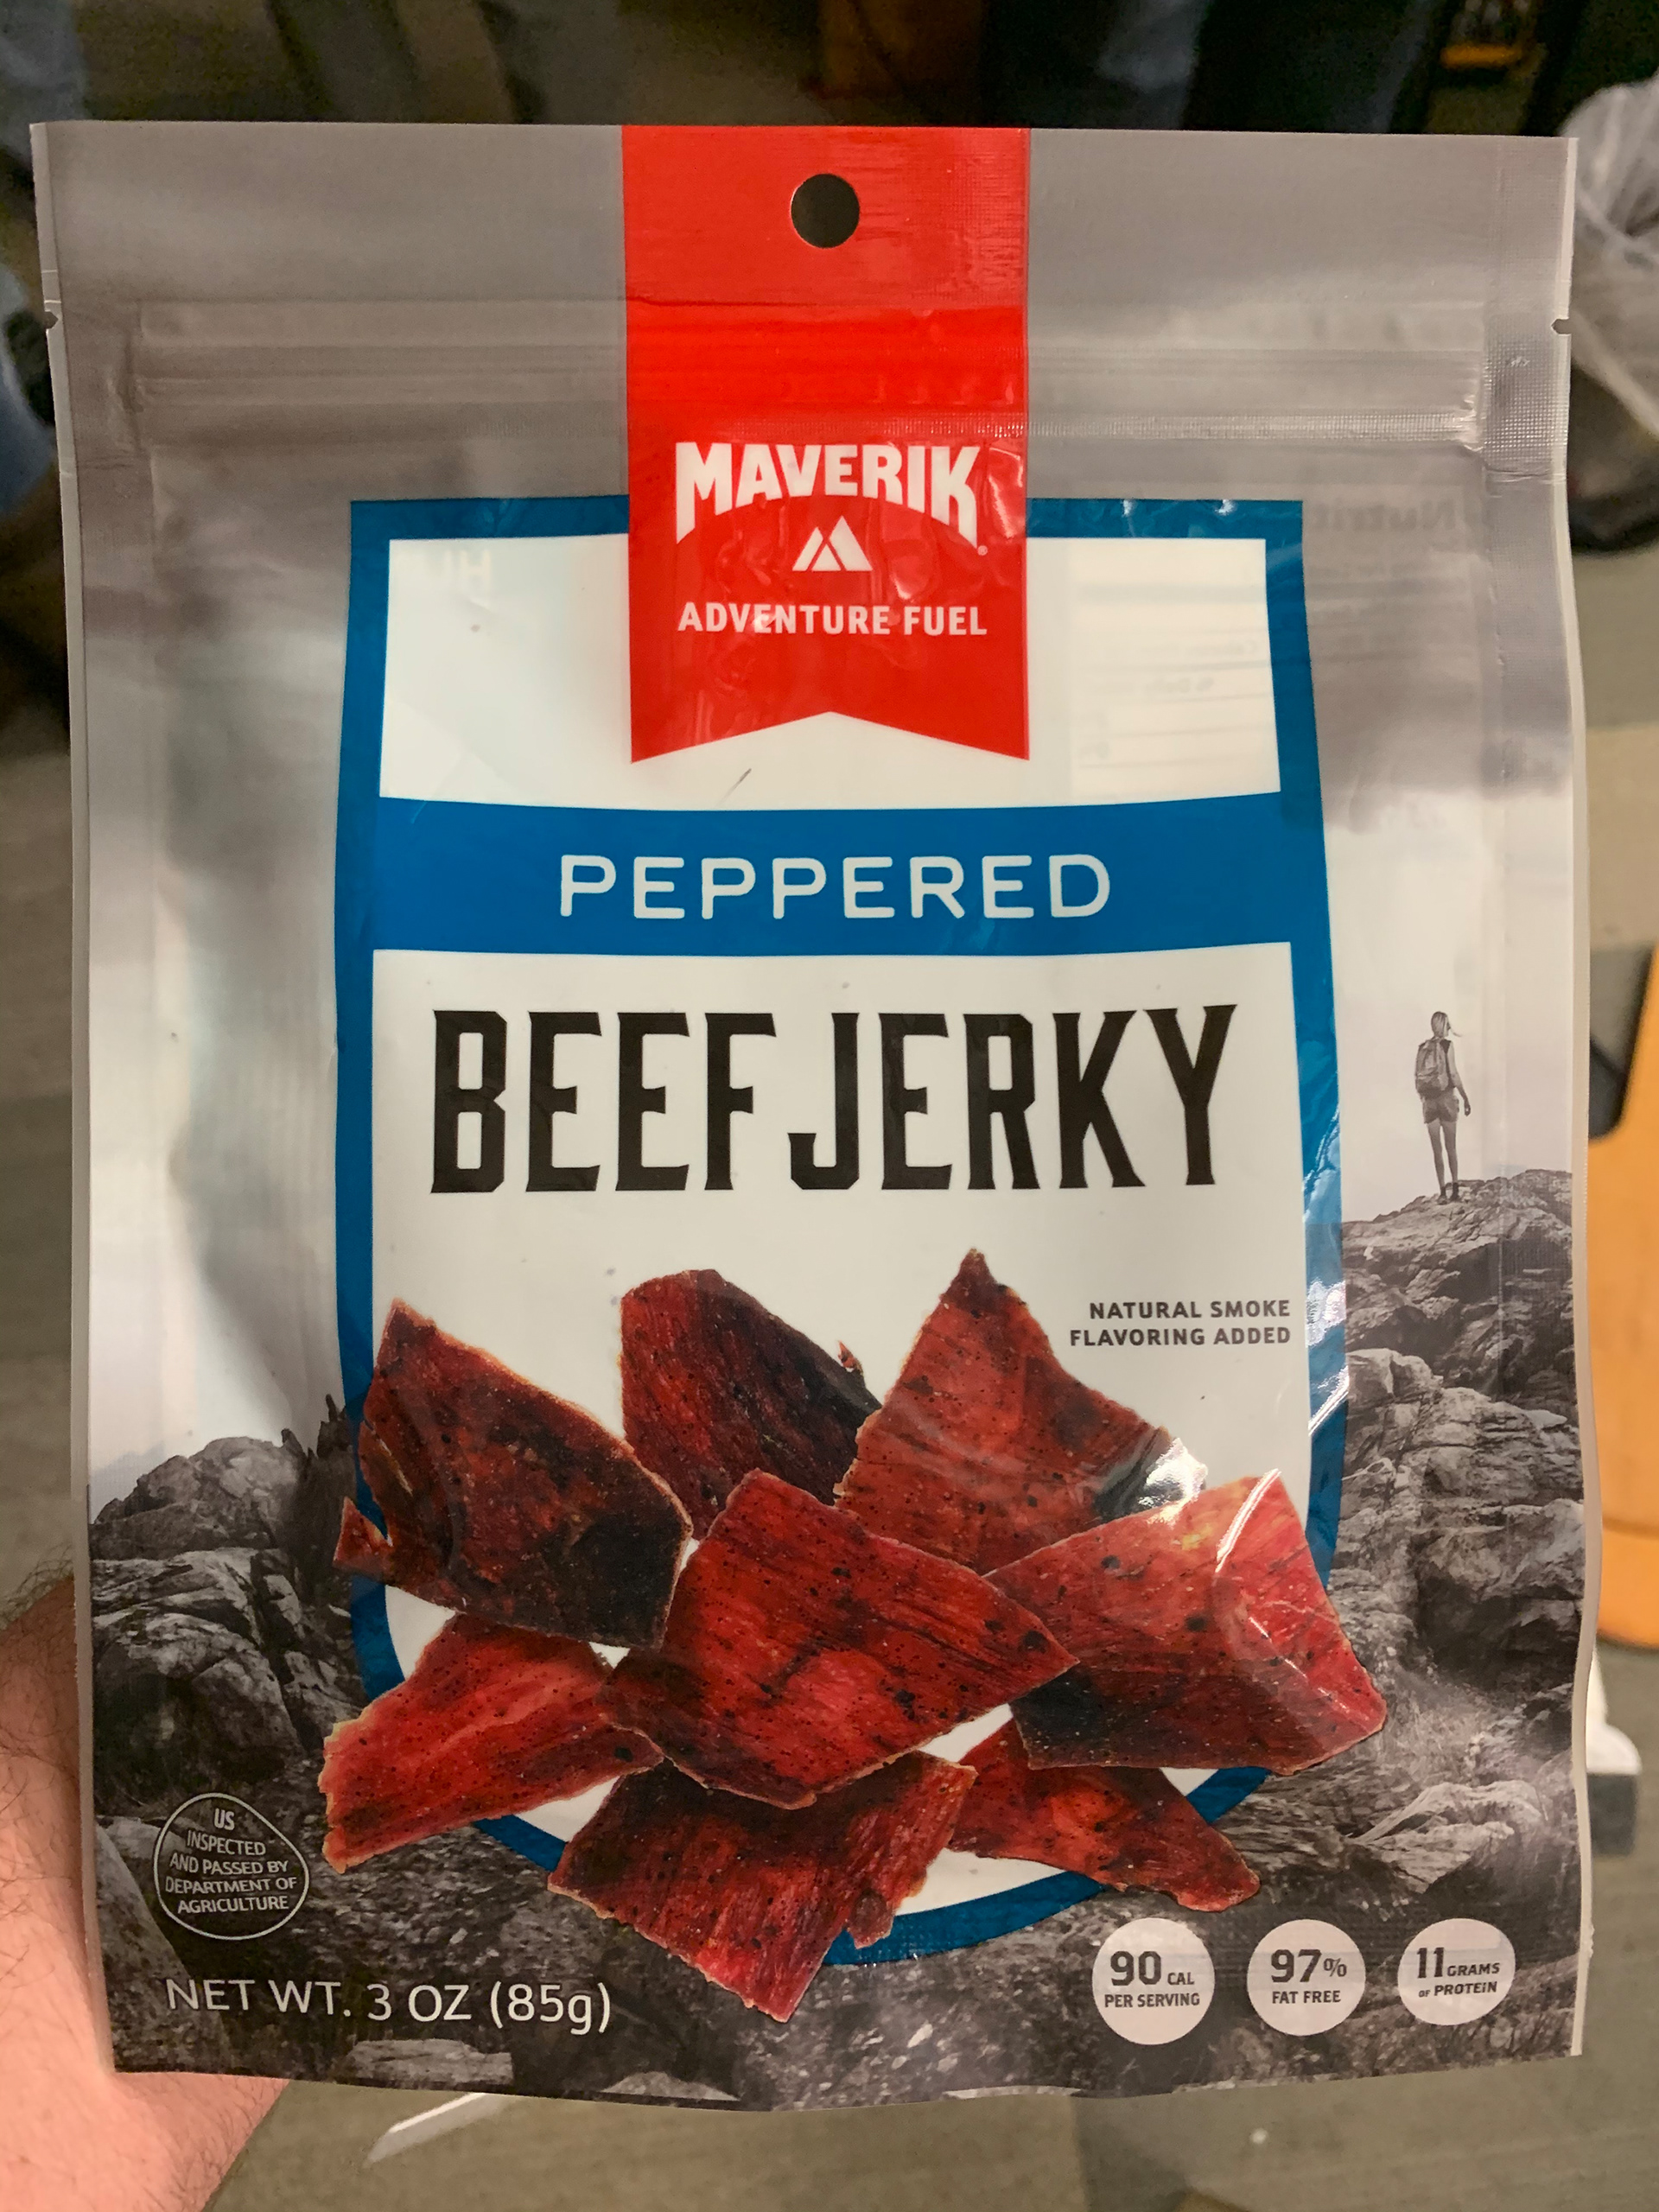 MAVERIK
ADVENTURE FUEL
PEPPERED
BEEF JERKY
NATURAL SMOKE
FLAVORING ADDED
US
INSPECTED
AND PASSED BY
DEPARTMENT OF
AGRICULTURE
NET WT. 3 OZ (85g)
90 CAL
PER SERVING
97%
FAT FREE
11 GRAMS
OF PROTEIN